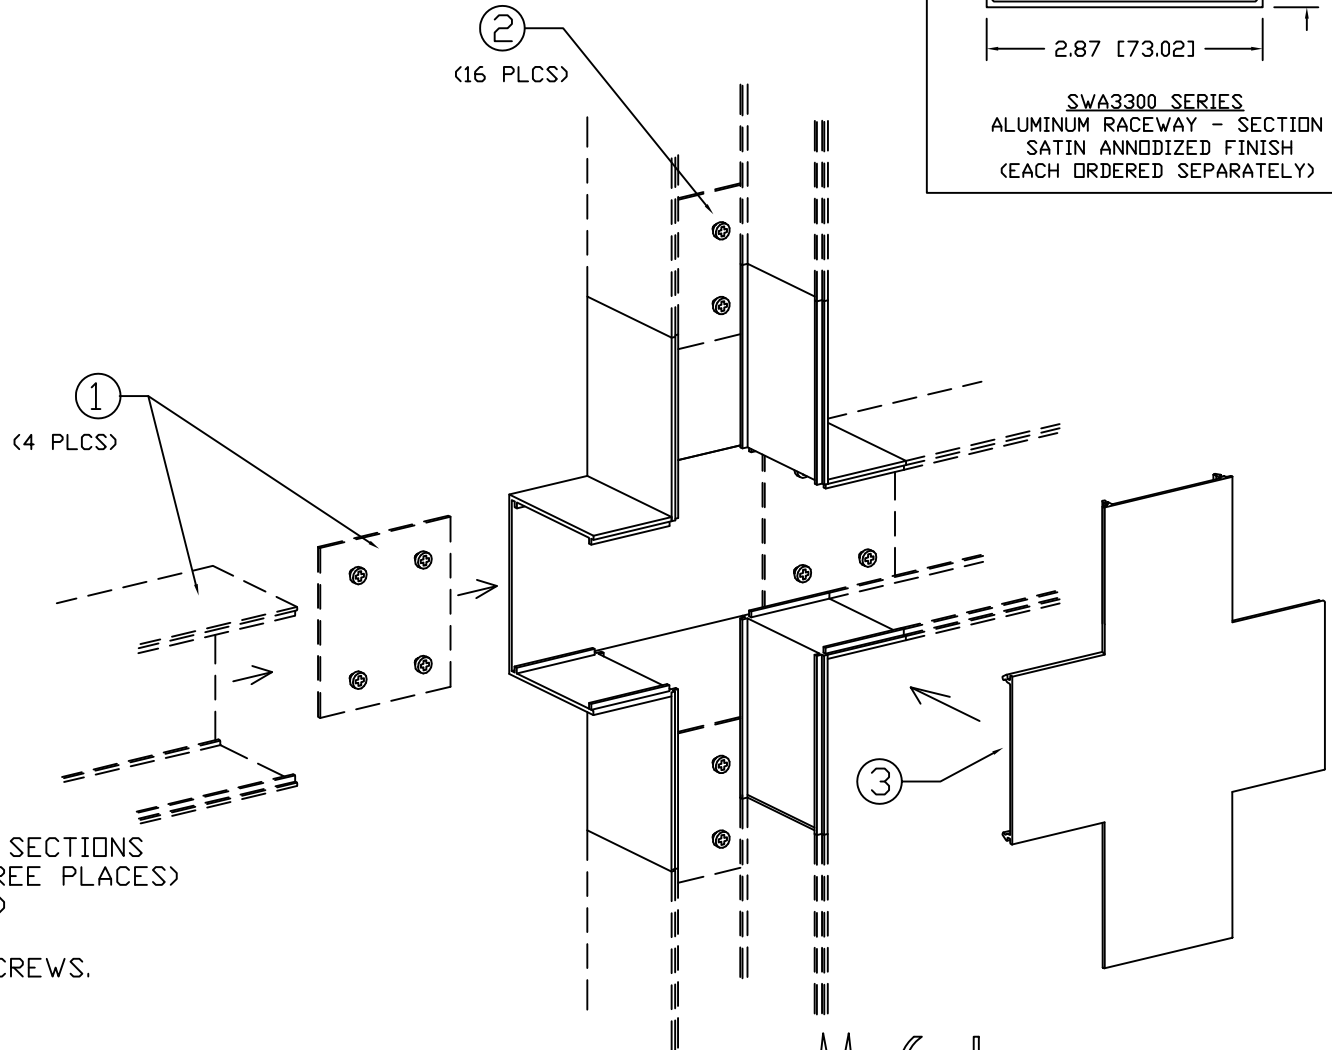 2
(16 PLCS)
2.87 [73.02]
SWA3300 SERIES
ALUMINUM RACEWAY - SECTION
SATIN ANNODIZED FINISH
(EACH ORDERED SEPARATELY)
1
(4 PLCS)
3
SECTIONS
PLACES)